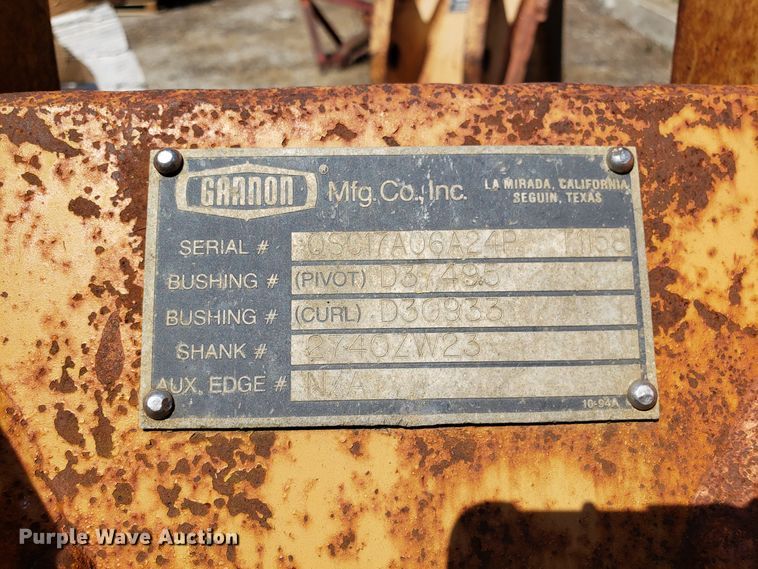 GANNON ® Mfg. Co., Inc. LA MIRADA, CALIFORNIA
SEGUIN, TEXAS
SERIAL # 11158
BUSHING # (PIVOT) D37495
BUSHING # (CURL) D30933
SHANK #
AUX. EDGE # N/A
10-94A
Purple Wave Auction